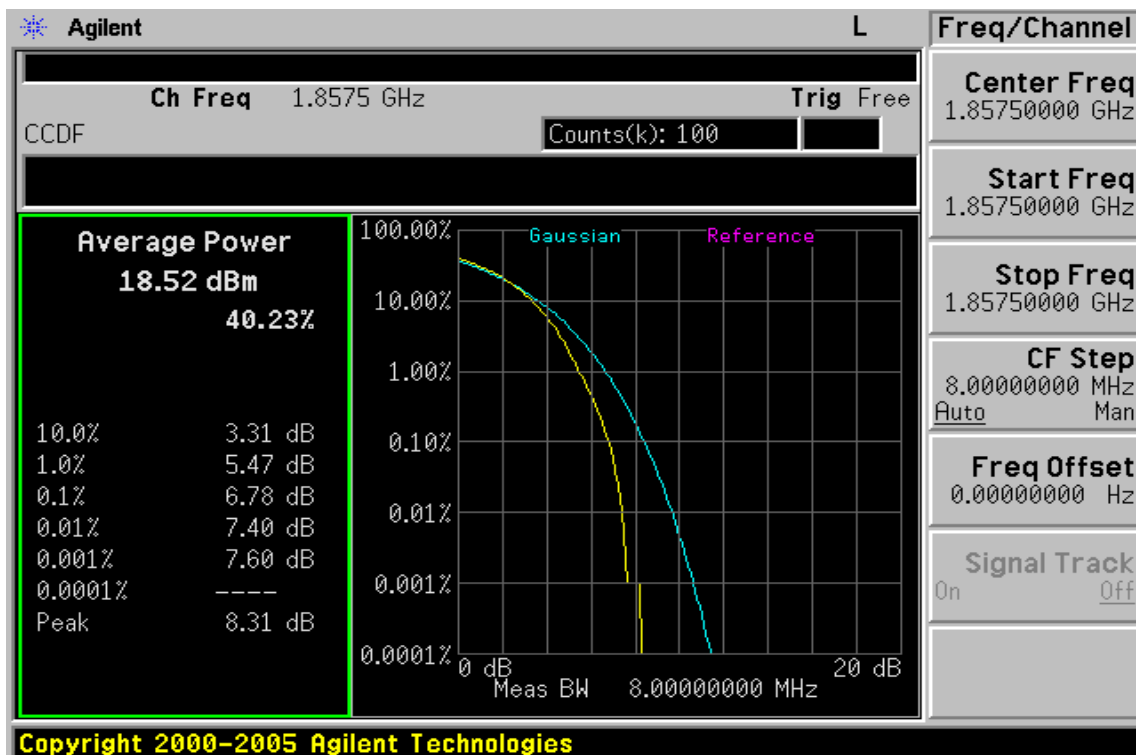 Agilent L
Ch Freq 1.8575 GHz Trig Free
CCDF Counts(k): 100
Average Power
18.52 dBm
40.23%
10.0% 3.31 dB
1.0% 5.47 dB
0.1% 6.78 dB
0.01% 7.40 dB
0.001% 7.60 dB
0.0001% ----
Peak 8.31 dB
Gaussian Reference
100.00%
10.00%
1.00%
0.10%
0.01%
0.001%
0.0001%
0 dB 20 dB
Meas BW 8.00000000 MHz
Freq/Channel
Center Freq
1.85750000 GHz
Start Freq
1.85750000 GHz
Stop Freq
1.85750000 GHz
CF Step
8.00000000 MHz
Auto Man
Freq Offset
0.00000000 Hz
Signal Track
On Off
Copyright 2000-2005 Agilent Technologies